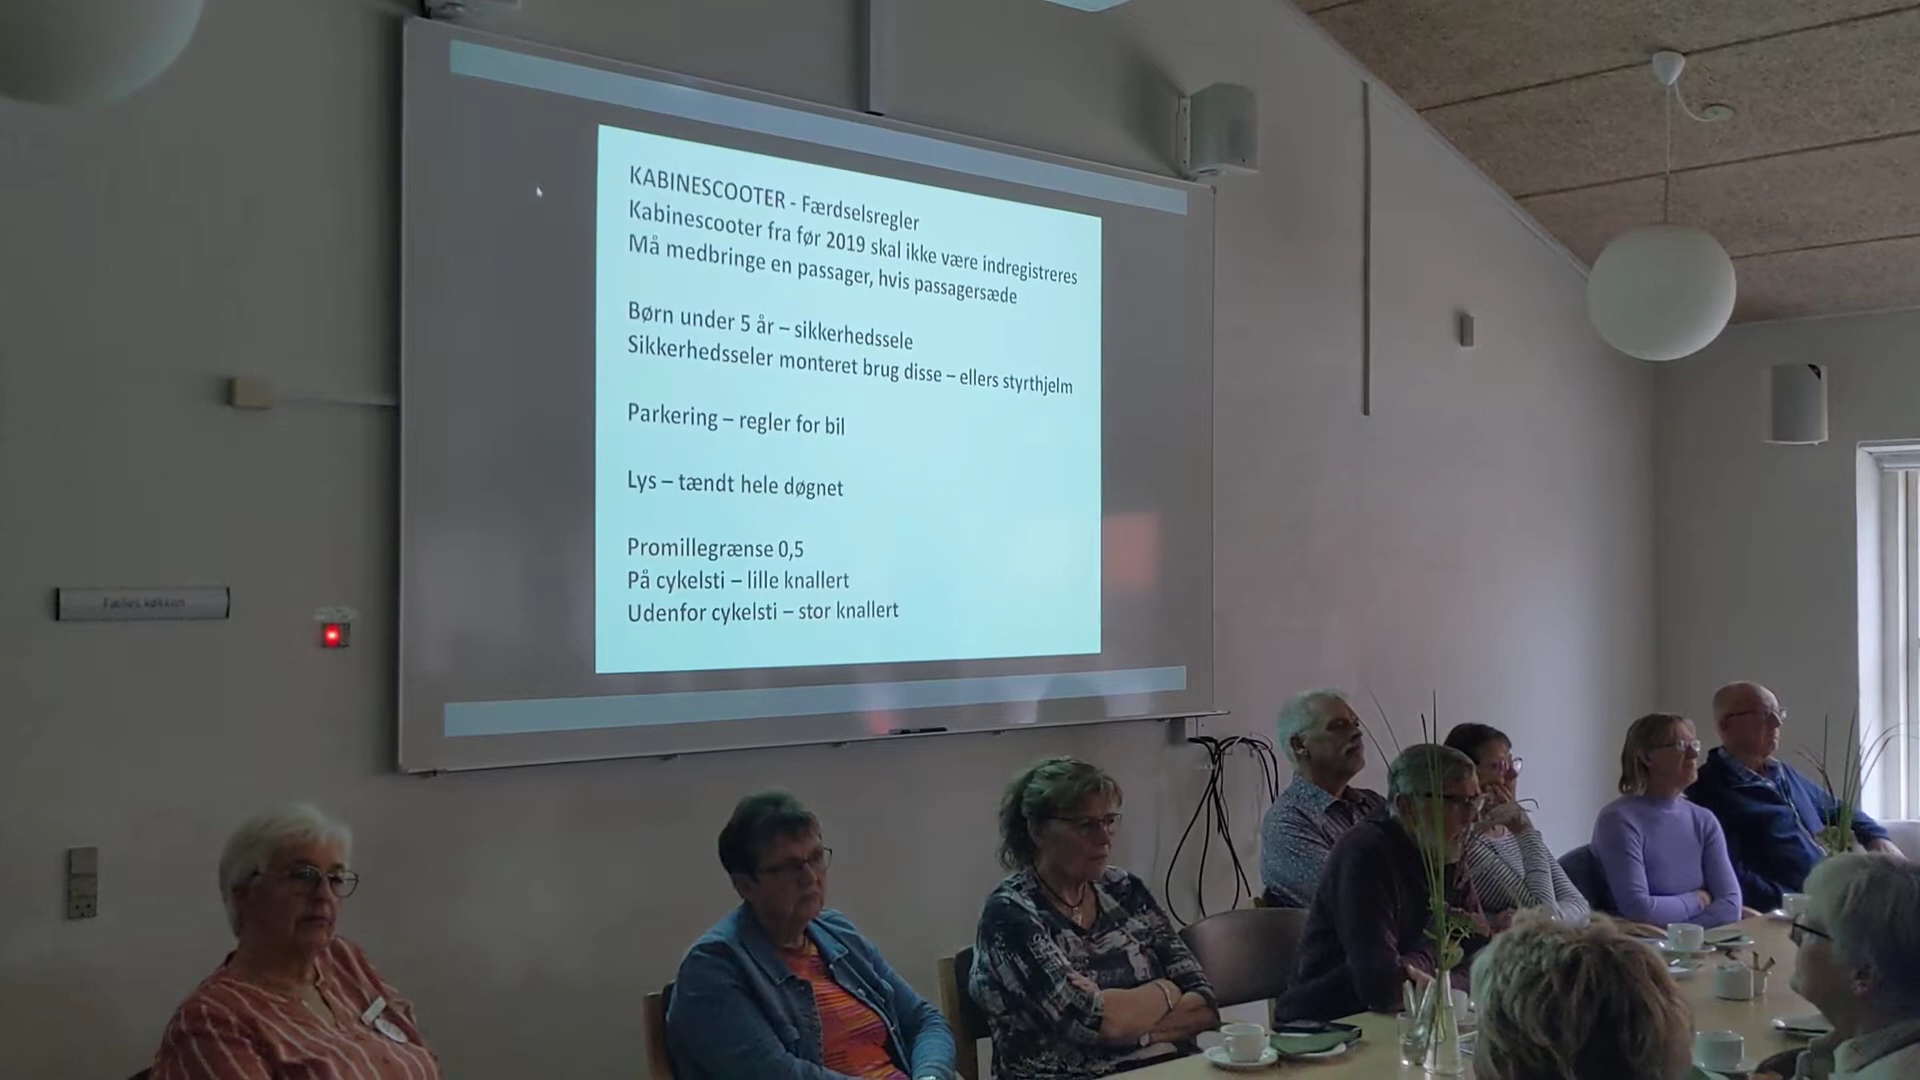 KABINESCOOTER - Færdselsregler
Kabinescooter fra før 2019 skal ikke være indregistreres
Må medbringe en passager, hvis passagersæde
Børn under 5 år – sikkerhedssele
Sikkerhedsseler monteret brug disse – ellers styrthjelm
Parkering – regler for bil
Lys – tændt hele døgnet
Promillegrænse 0,5
På cykelsti – lille knallert
Udenfor cykelsti – stor knallert
Fælles køkken